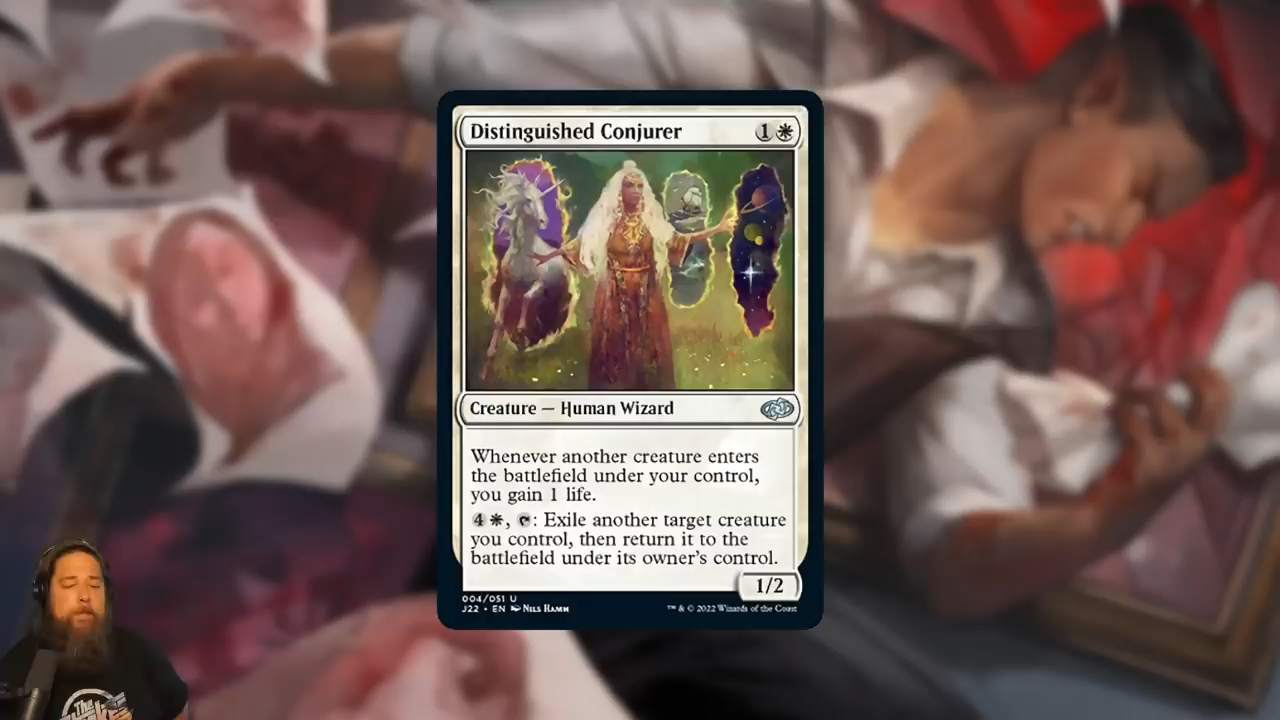 Distinguished Conjurer 1
Creature — Human Wizard
Whenever another creature enters
the battlefield under your control,
you gain 1 life.
4, : Exile another target creature
you control, then return it to the
battlefield under its owner's control.
1/2
004/051 U
J22 • EN Nils Hamm
™ & © 2022 Wizards of the Coast
The